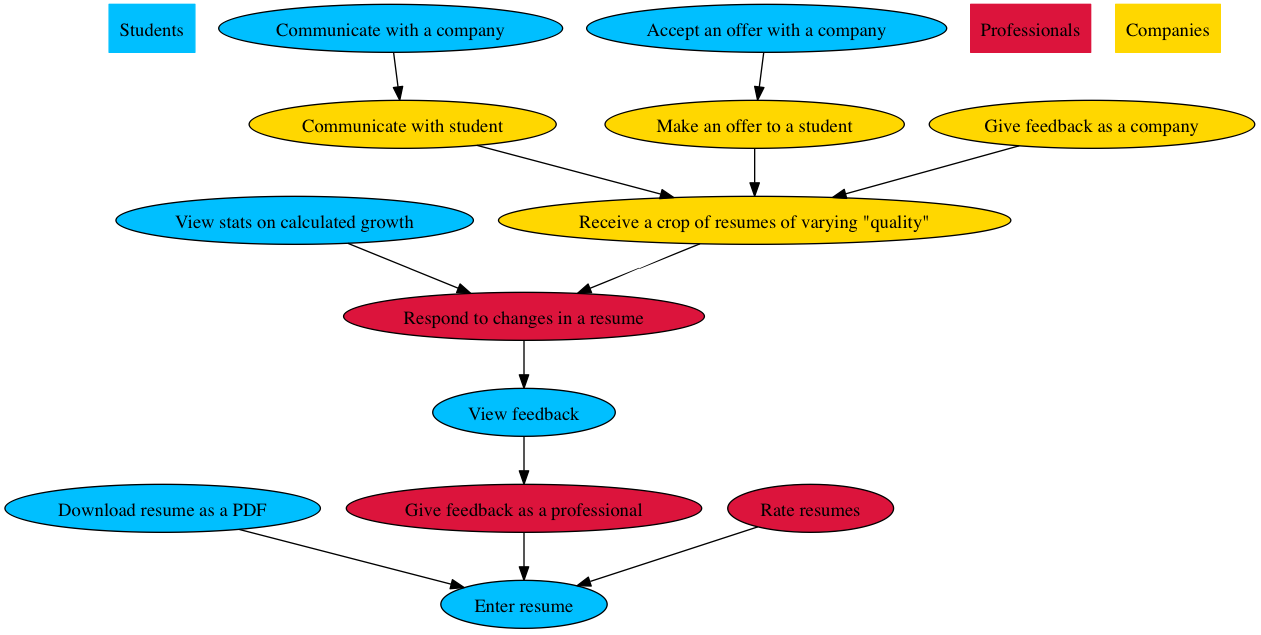 Students
Communicate with a company
Accept an offer with a company
Professionals
Companies
Communicate with student
Make an offer to a student
Give feedback as a company
View stats on calculated growth
Receive a crop of resumes of varying "quality"
Respond to changes in a resume
View feedback
Download resume as a PDF
Give feedback as a professional
Rate resumes
Enter resume